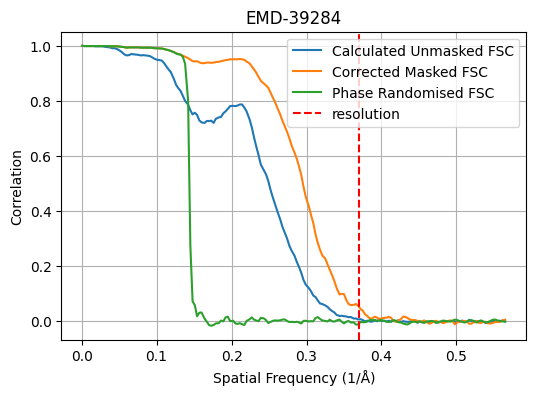 EMD-39284
Calculated Unmasked FSC
Corrected Masked FSC
Phase Randomised FSC
resolution
Correlation
1.0
0.8
0.6
0.4
0.2
0.0
0.0 0.1 0.2 0.3 0.4 0.5
Spatial Frequency (1/Å)